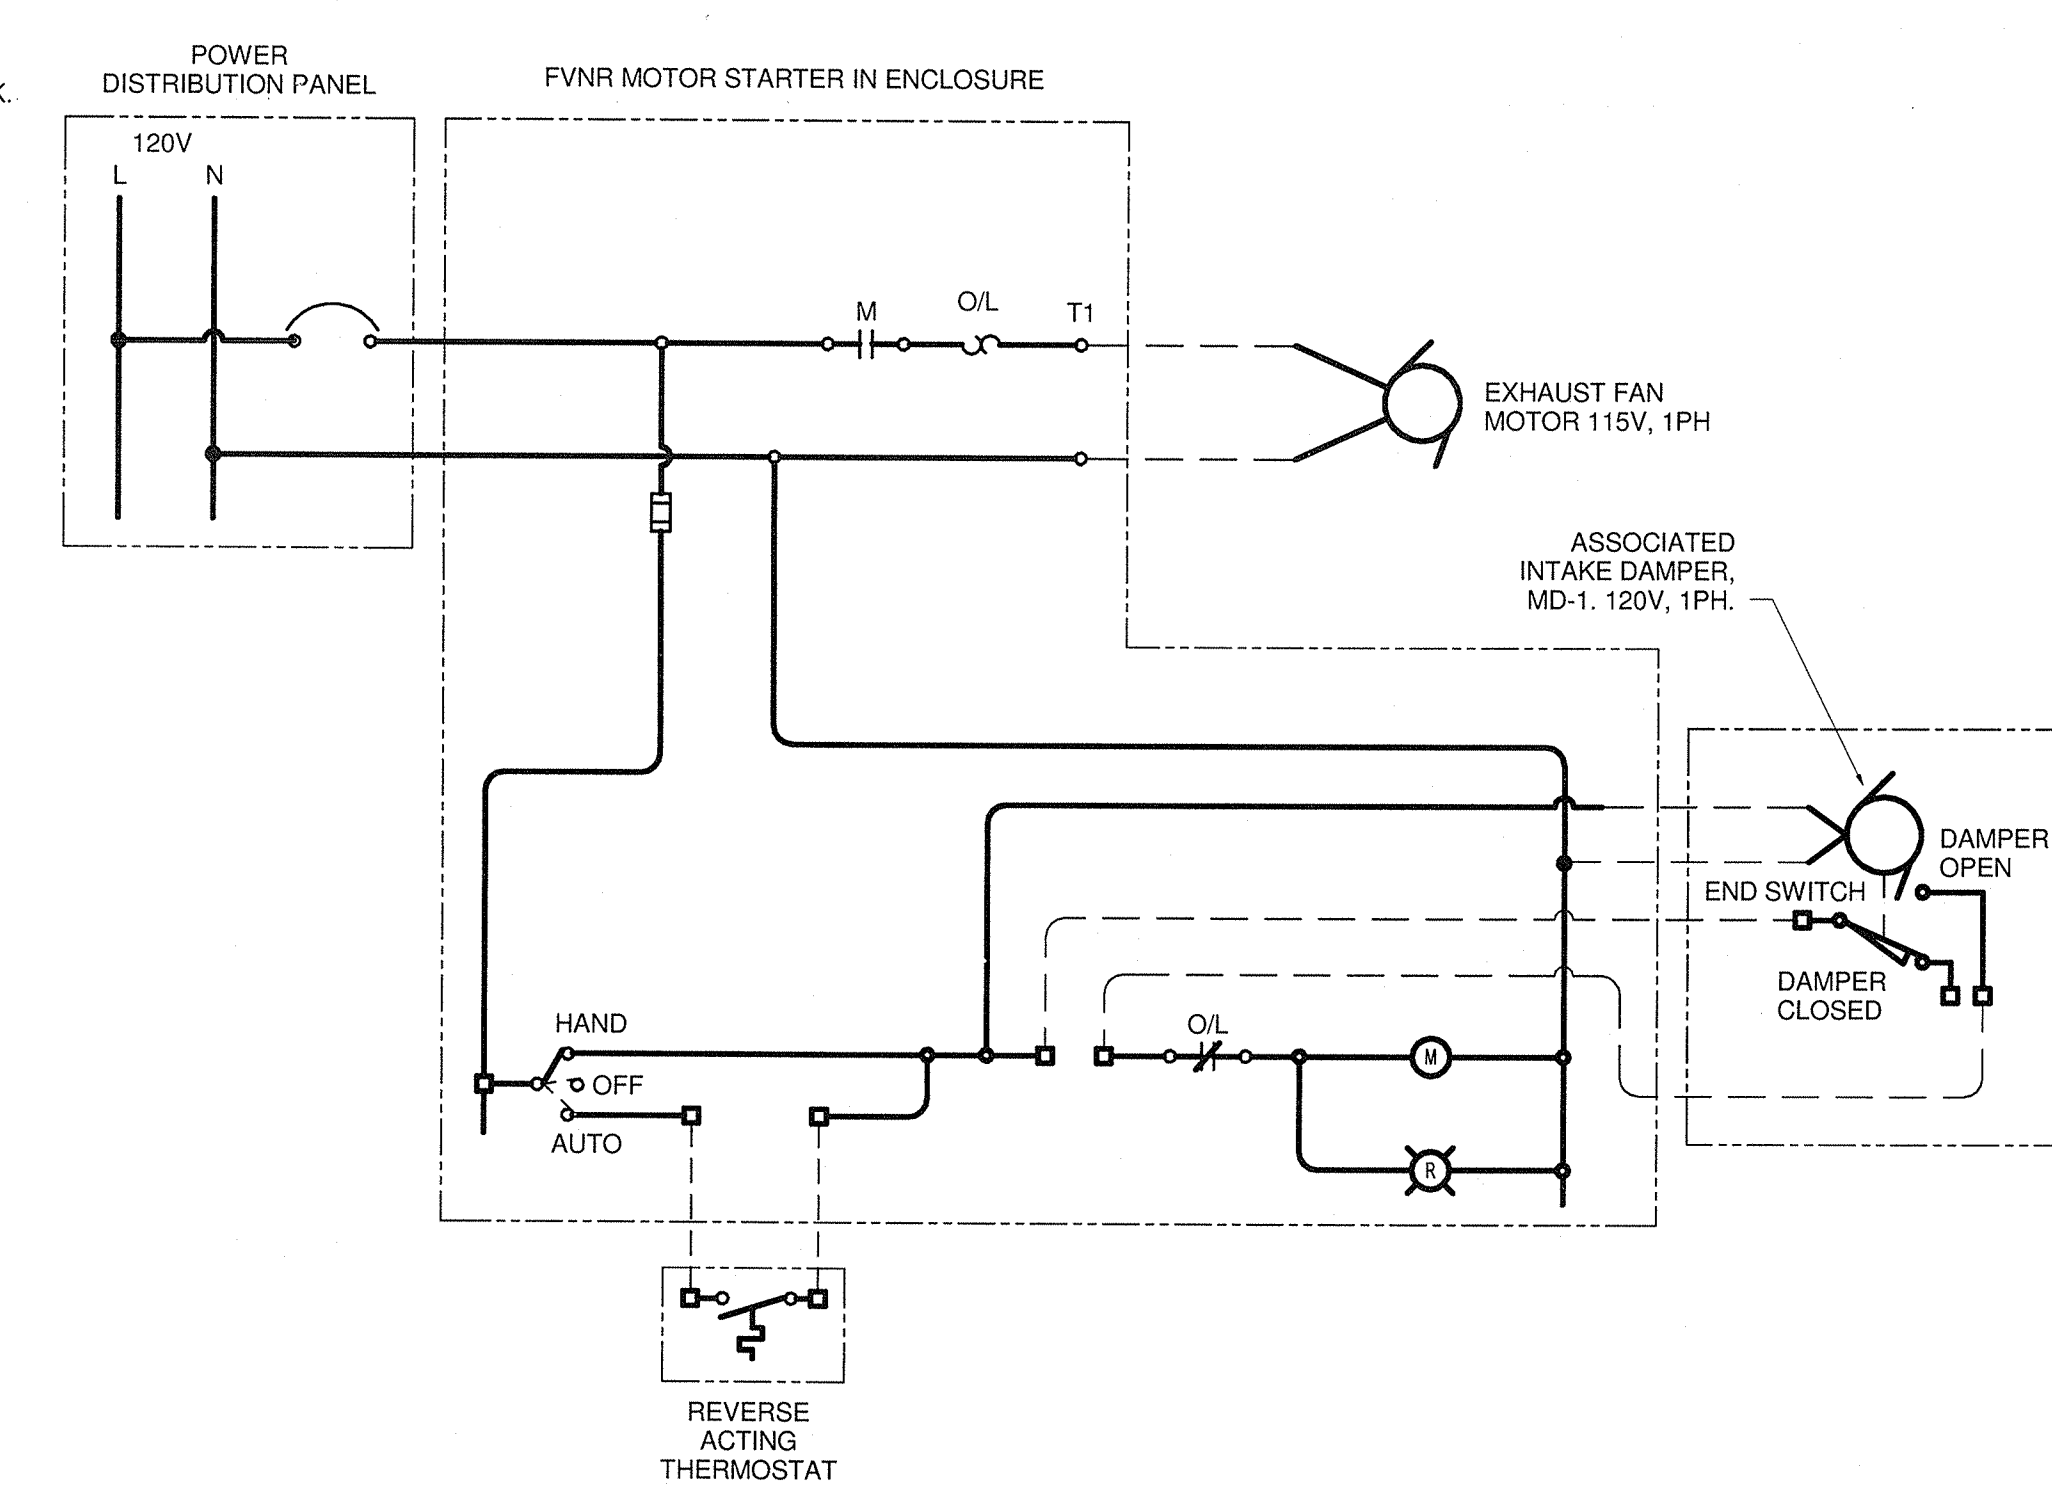 POWER
DISTRIBUTION PANEL
FVNR MOTOR STARTER IN ENCLOSURE
K.
120V
L N
M
O/L
T1
EXHAUST FAN
MOTOR 115V, 1PH
ASSOCIATED
INTAKE DAMPER,
MD-1. 120V, 1PH.
DAMPER
OPEN
END SWITCH
DAMPER
CLOSED
HAND
OFF
AUTO
O/L
M
R
REVERSE
ACTING
THERMOSTAT